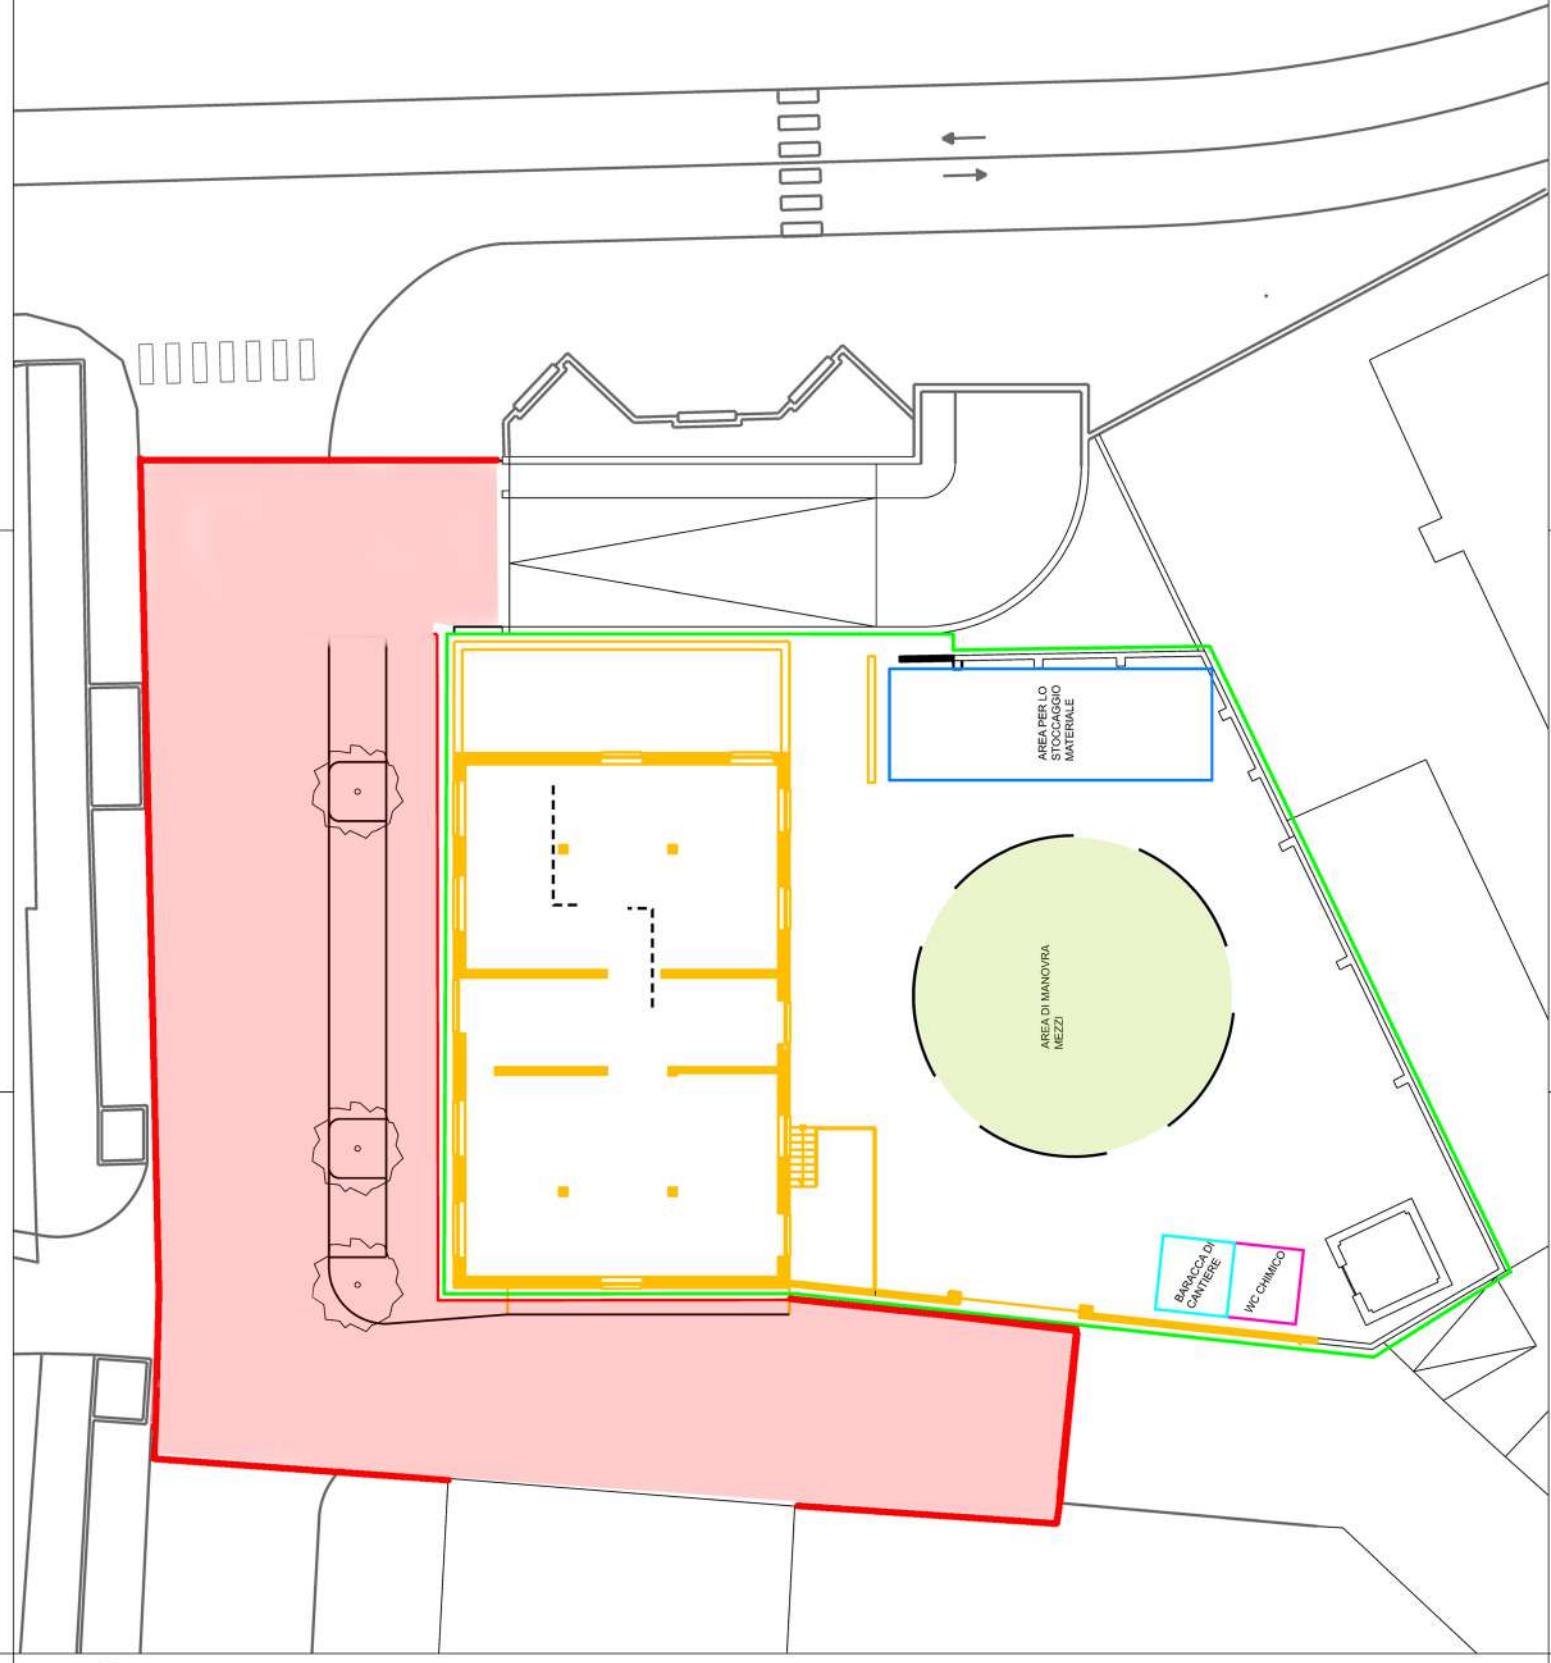 AREA PER LO
STOCCAGGIO
MATERIALE
AREA DI MANOVRA
MEZZI
BARACCA DI
CANTIERE
WC CHIMICO